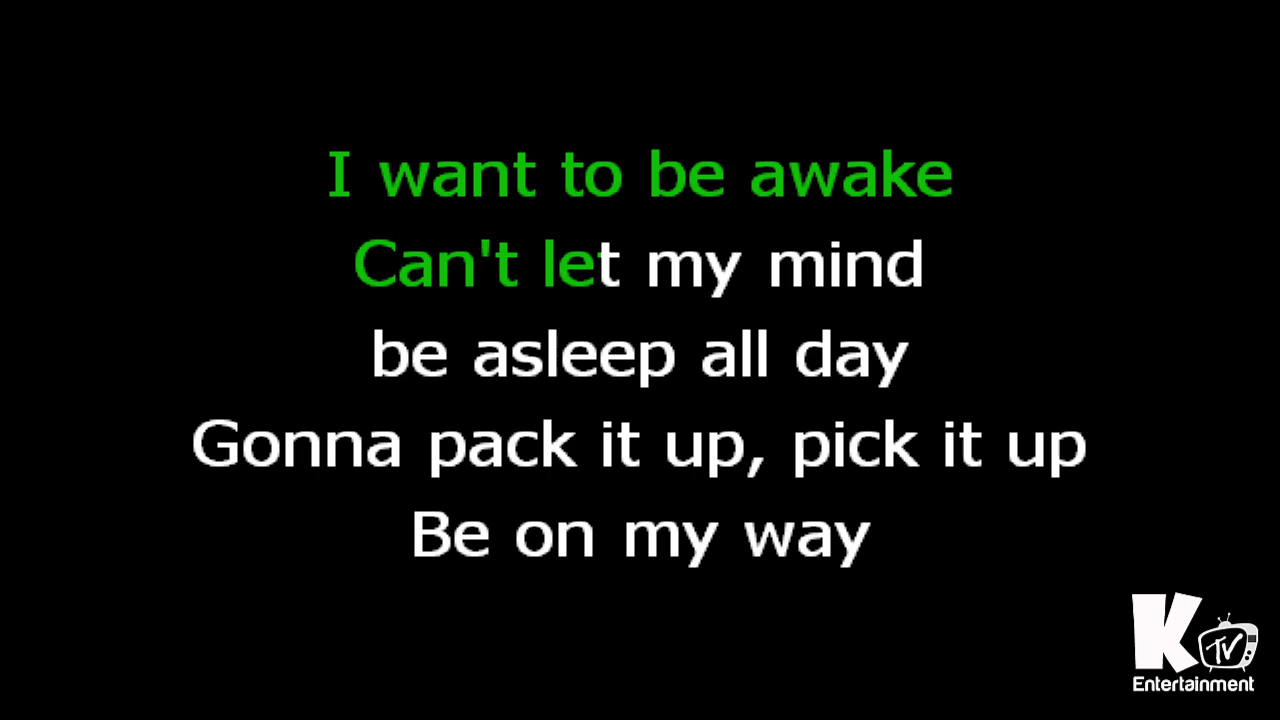 I want to be awake
Can't let my mind
be asleep all day
Gonna pack it up, pick it up
Be on my way
K TV
Entertainment